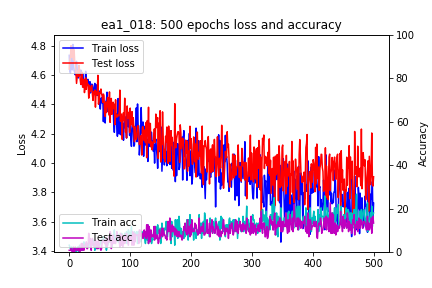 ea1_018: 500 epochs loss and accuracy
Train loss
Test loss
Train acc
Test acc
Loss
4.8
4.6
4.4
4.2
4.0
3.8
3.6
3.4
Accuracy
100
80
60
40
20
0
0 100 200 300 400 500